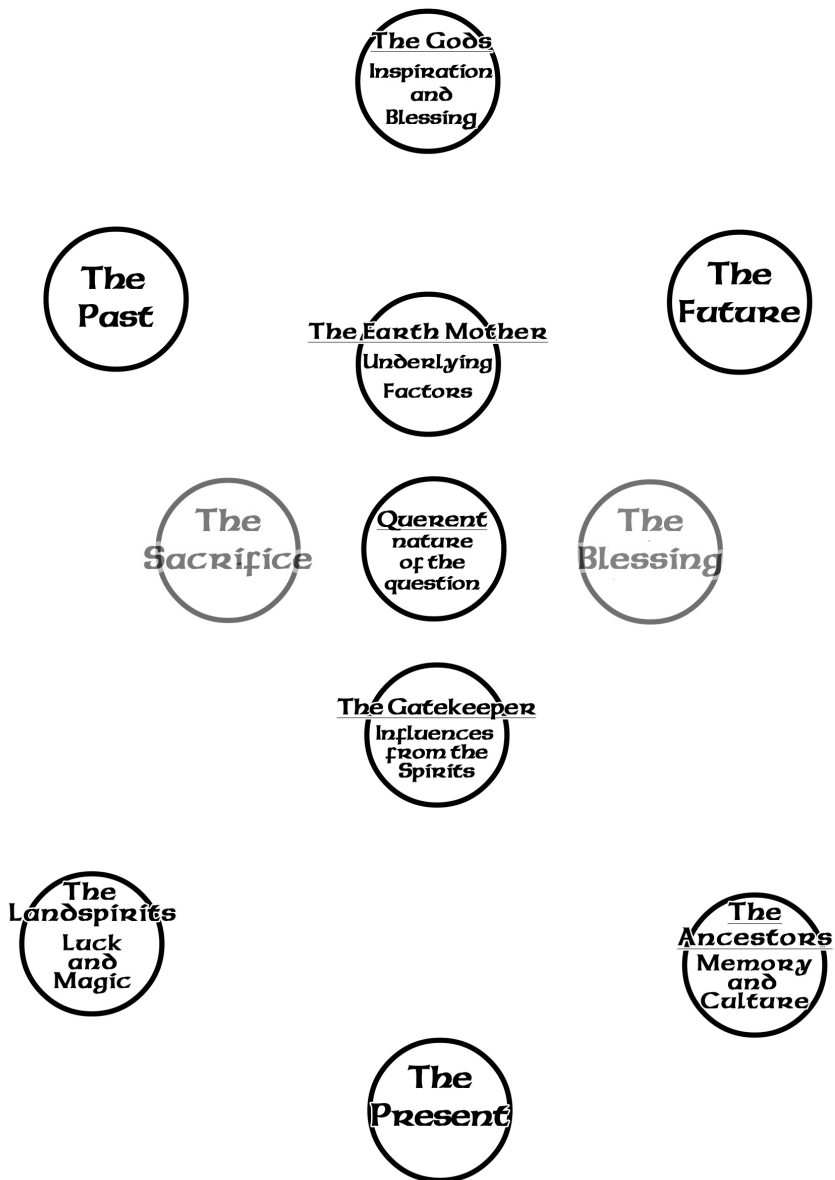 The Gods
Inspiration
and
Blessing
The
Past
The
Future
The Earth Mother
Underlying
Factors
The
Sacrifice
Querent
nature
of the
question
The
Blessing
The Gatekeeper
Influences
from the
Spirits
The
Landspirits
Luck
and
Magic
The
Ancestors
Memory
and
Culture
The
Present